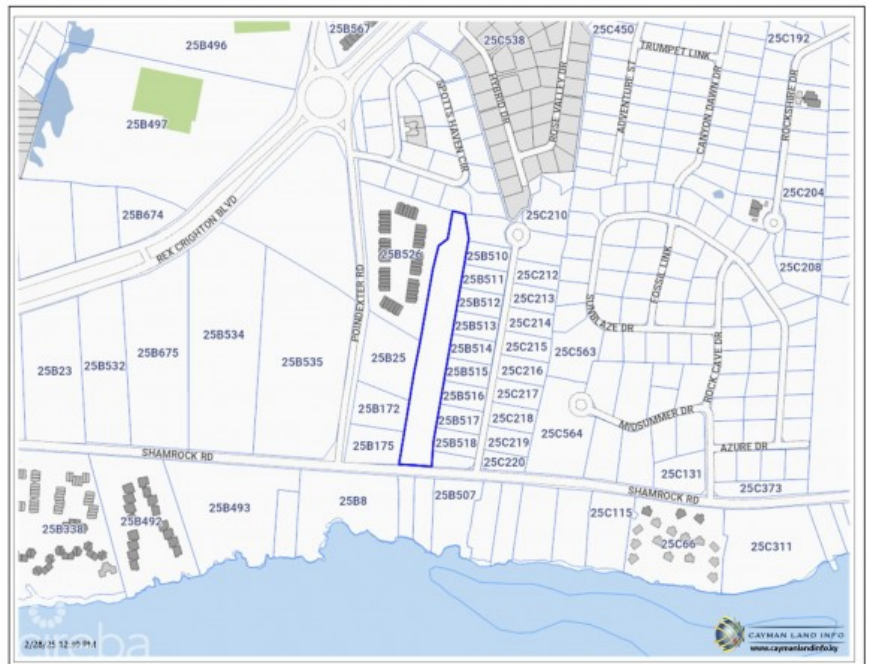 25B567
25B496
25C538
25C450
TRUMPET LINK
25C192
HYBRID DR
ROSE VALLEY DR
ADVENTURE ST
CANYON DAWN DR
ROCKSHIRE DR
SPOTTS HAVEN CIR
25B497
25C204
25B674
REX CRIGHTON BLVD
25C210
25B526
25B510
25C208
POINDEXTER RD
25B511
25C212
FOSSIL LINK
25B512
25C213
SUNBLAZE DR
25B534
25B513
25C214
25B675
25B535
25B25
25B514
25C215
25C563
25B23
25B532
25B515
25C216
ROCK CAVE DR
25B172
25B516
25C217
MIDSUMMER DR
25B517
25C218
25C564
25B175
25B518
25C219
AZURE DR
SHAMROCK RD
25C220
25C131
25C373
SHAMROCK RD
25B493
25B8
25B507
25C115
25B338
25B492
25C66
25C311
ciroba
2/28/25 12:39 PM
CAYMAN LAND INFO
www.caymanlandinfo.ky